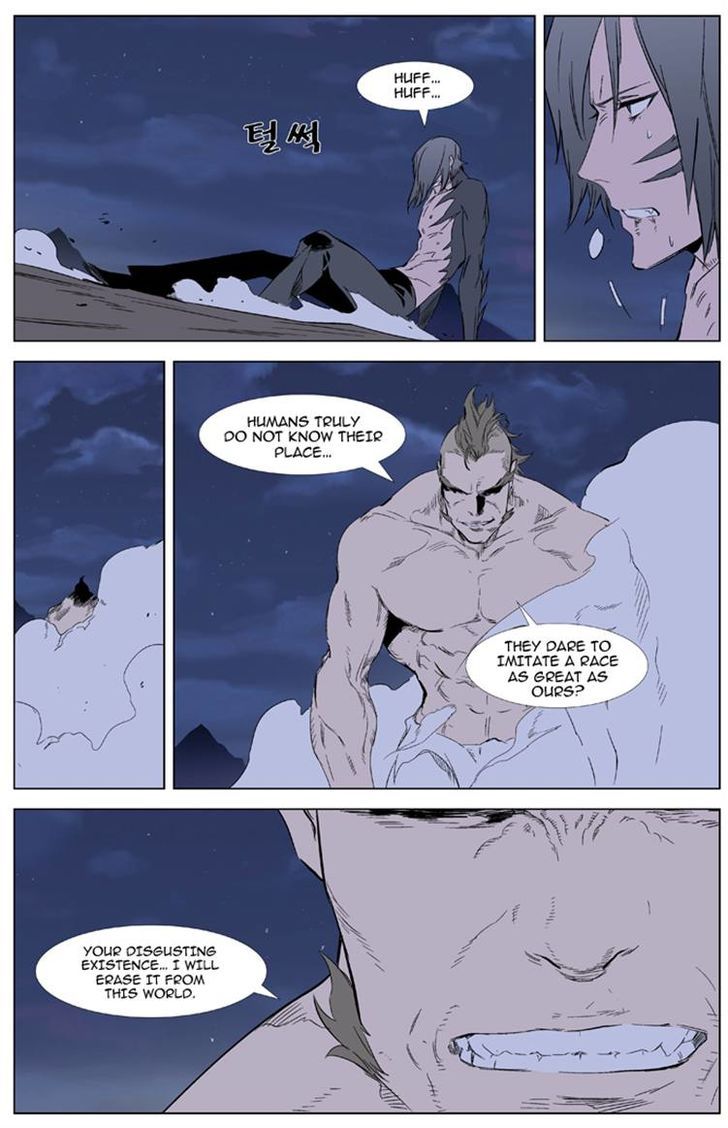 HUFF...
HUFF...
털썩
HUMANS TRULY
DO NOT KNOW THEIR
PLACE...
THEY DARE TO
IMITATE A RACE
AS GREAT AS
OURS?
YOUR DISGUSTING
EXISTENCE... I WILL
ERASE IT FROM
THIS WORLD.